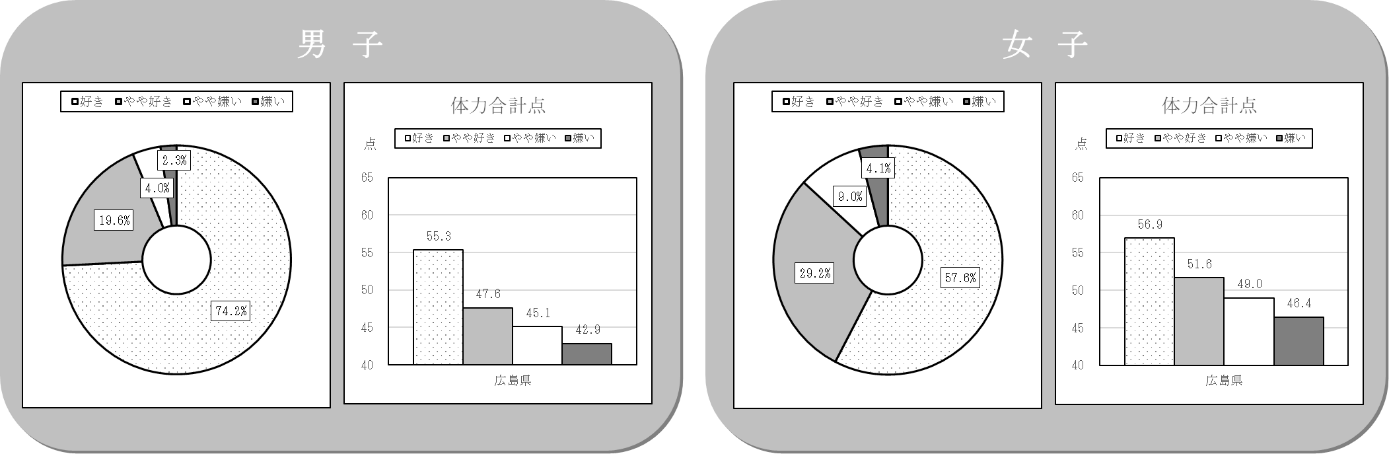 男 子
好き やや好き やや嫌い 嫌い
2.3%
4.0%
19.6%
74.2%
体力合計点
点
好き やや好き やや嫌い 嫌い
65
60
55
50
45
40
55.3
47.6
45.1
42.9
広島県
女 子
好き やや好き やや嫌い 嫌い
4.1%
9.0%
29.2%
57.6%
体力合計点
点
好き やや好き やや嫌い 嫌い
65
60
55
50
45
40
56.9
51.6
49.0
46.4
広島県